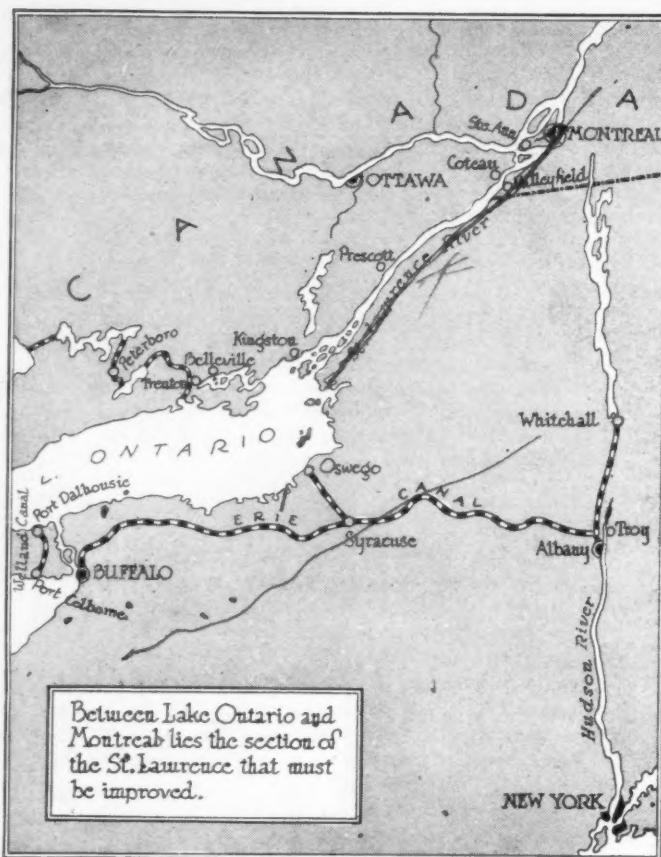 CANADA
Ste. Ann
MONTREAL
Coteau
Valleyfield
OTTAWA
St. Lawrence River
Prescott
Kingston
Peterboro
Belleville
Trenton
Whitehall
L. ONTARIO
Oswego
Port Dalhousie
Welland Canal
ERIE CANAL
Syracuse
Troy
Albany
BUFFALO
Port Colborne
Hudson River
Between Lake Ontario and
Montreal lies the section of
the St. Lawrence that must
be improved.
NEW YORK